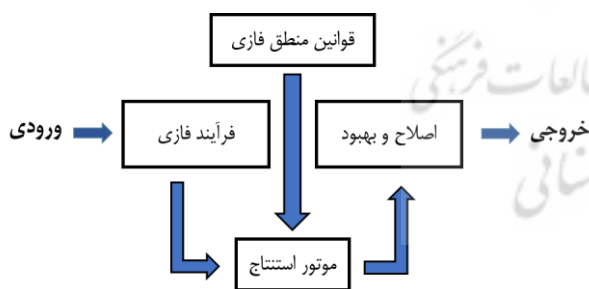 قوانین منطق فازی
ورودی
فرآیند فازی
اصلاح و بهبود
خروجی
موتور استنتاج